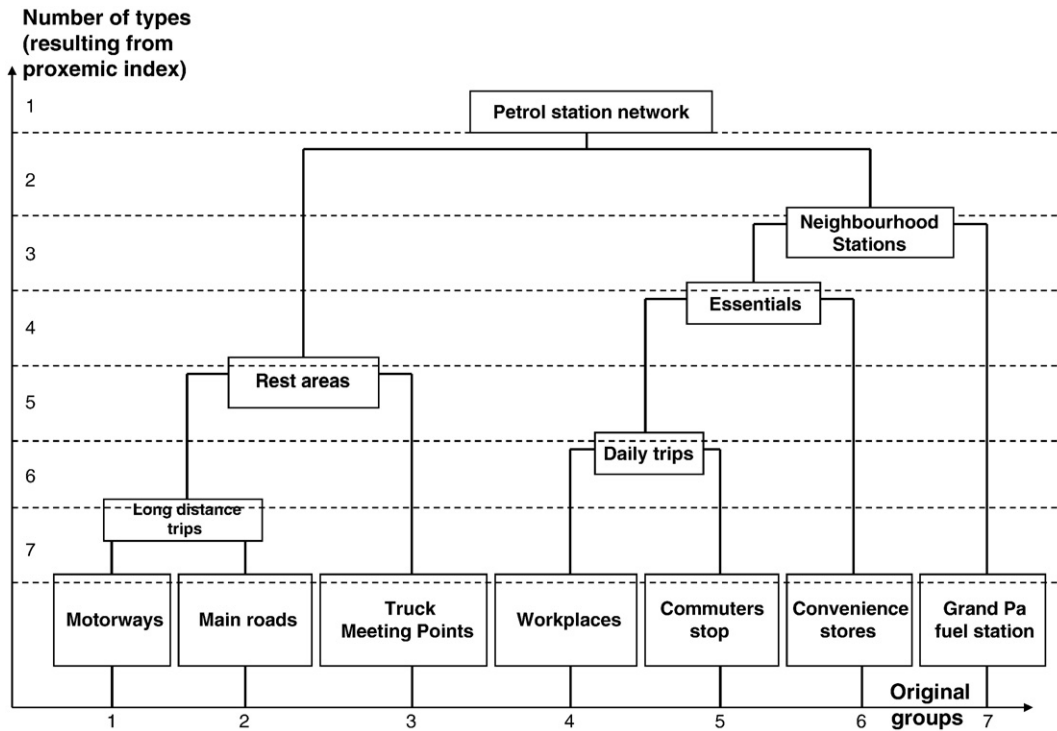 Number of types
(resulting from
proxemic index)
1
Petrol station network
2
Neighbourhood
Stations
3
Essentials
4
Rest areas
5
Daily trips
6
Long distance
trips
7
Motorways
Main roads
Truck
Meeting Points
Workplaces
Commuters
stop
Convenience
stores
Grand Pa
fuel station
1
2
3
4
5
6
Original
groups
7